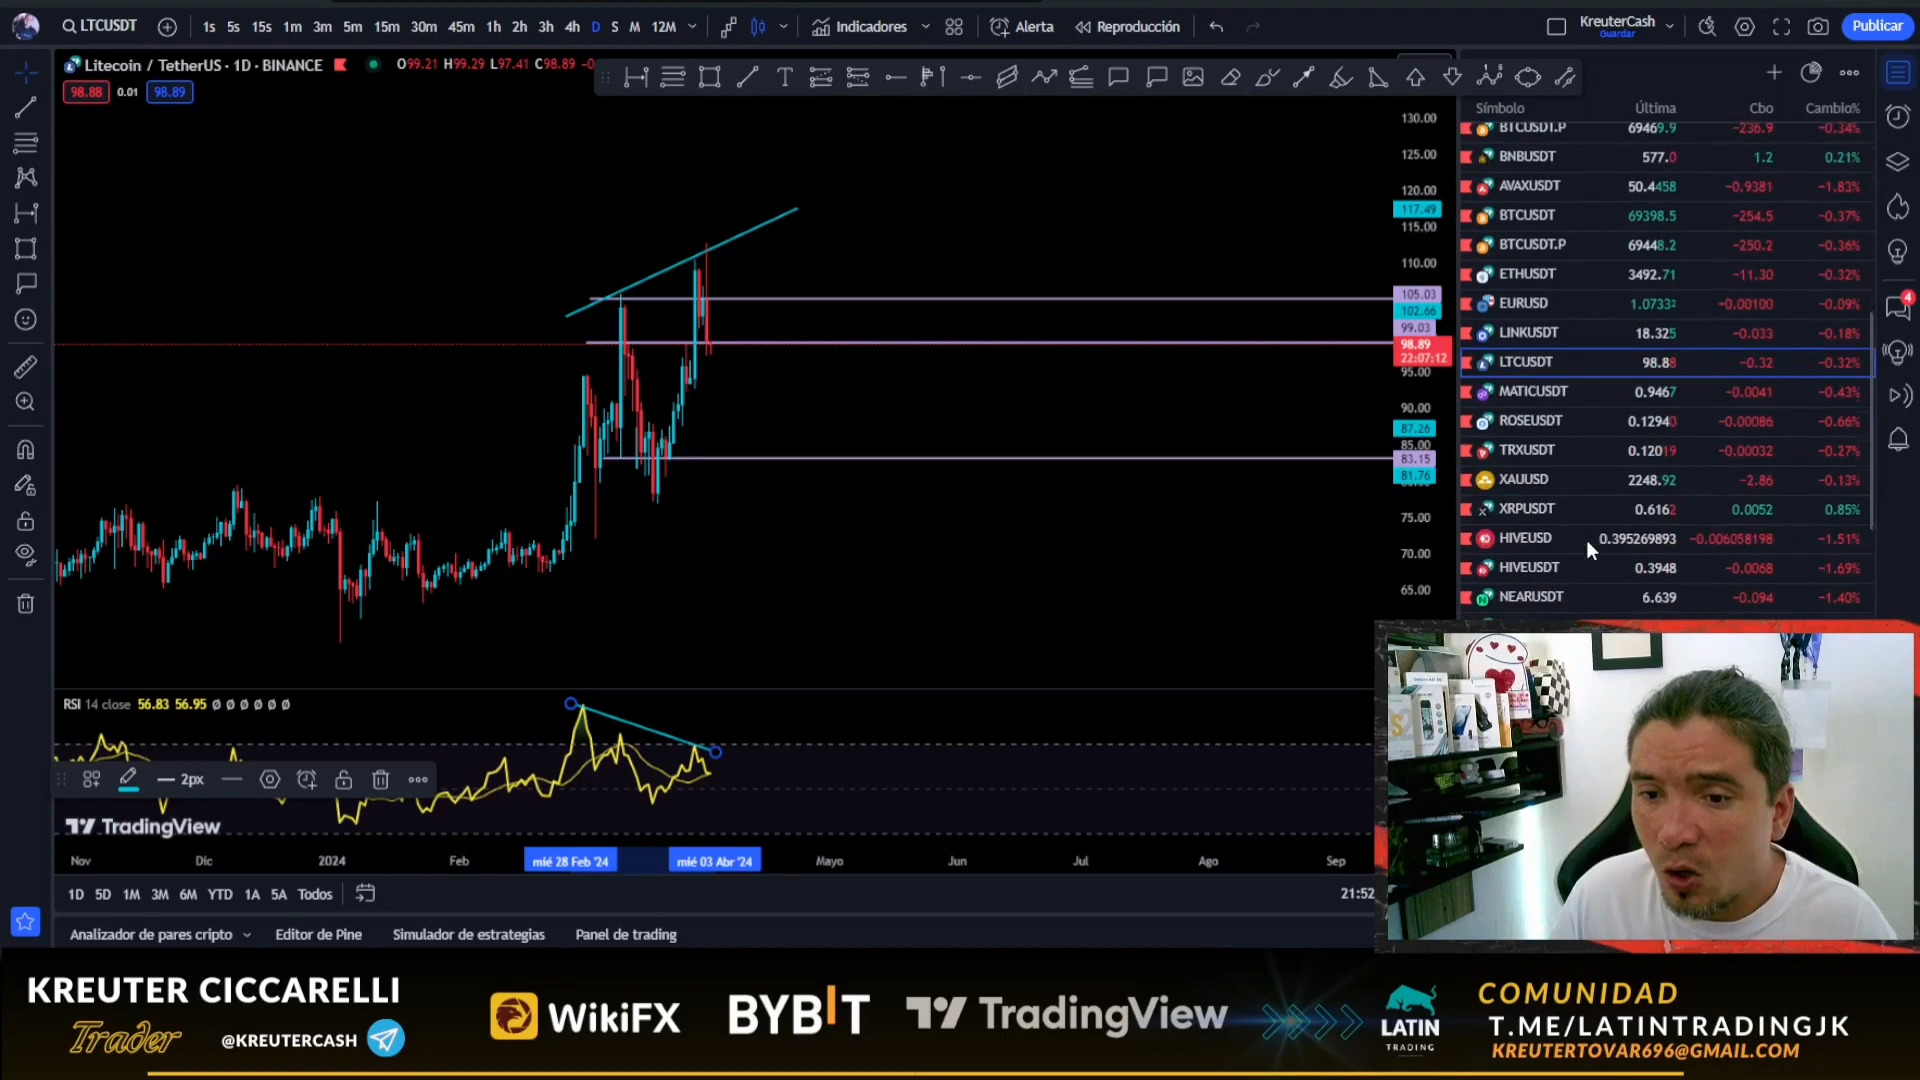 LTCUSDT
1s 5s 15s 1m 3m 5m 15m 30m 45m 1h 2h 3h 4h D S M 12M
Indicadores
Alerta
Reproducción
KreuterCash
Guardar
Publicar
Litecoin / TetherUS · 1D · BINANCE
O99.21 H99.29 L97.41 C98.89
98.88 0.01 98.89
130.00
125.00
120.00
117.49
115.00
110.00
105.03
102.66
99.03
98.89
22:07:12
95.00
90.00
87.26
85.00
83.15
81.76
75.00
70.00
65.00
Símbolo Última Cbo Cambio%
BTCUSDT.P 69469.9 −236.9 −0.34%
BNBUSDT 577.0 1.2 0.21%
AVAXUSDT 50.4458 −0.9381 −1.83%
BTCUSDT 69398.5 −254.5 −0.37%
BTCUSDT.P 69448.2 −250.2 −0.36%
ETHUSDT 3492.71 −11.30 −0.32%
EURUSD 1.07332 −0.00100 −0.09%
LINKUSDT 18.325 −0.033 −0.18%
LTCUSDT 98.88 −0.32 −0.32%
MATICUSDT 0.9467 −0.0041 −0.43%
ROSEUSDT 0.12940 −0.00086 −0.66%
TRXUSDT 0.12019 −0.00032 −0.27%
XAUUSD 2248.92 −2.86 −0.13%
XRPUSDT 0.6162 0.0052 0.85%
HIVEUSD 0.395269893 −0.006058198 −1.51%
HIVEUSDT 0.3948 −0.0068 −1.69%
NEARUSDT 6.639 −0.094 −1.40%
4
RSI 14 close 56.83 56.95 Ø Ø Ø Ø Ø Ø
2px
TradingView
Nov Dic 2024 Feb mié 28 Feb '24 mié 03 Abr '24 Mayo Jun Jul Ago Sep
1D 5D 1M 3M 6M YTD 1A 5A Todos
21:52
Analizador de pares cripto Editor de Pine Simulador de estrategias Panel de trading
KREUTER CICCARELLI
Trader
@KREUTERCASH
WikiFX
BYBIT
TradingView
LATIN
TRADING
COMUNIDAD
T.ME/LATINTRADINGJK
KREUTERTOVAR696@GMAIL.COM